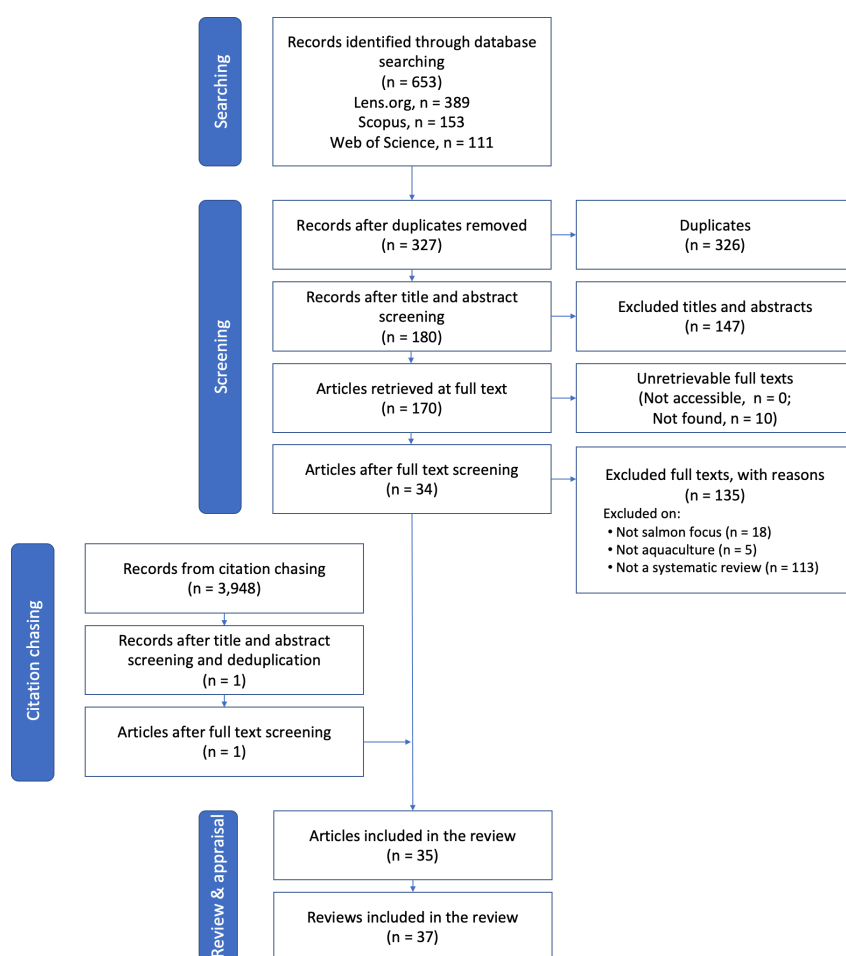 Searching
Records identified through database
searching
(n = 653)
Lens.org, n = 389
Scopus, n = 153
Web of Science, n = 111
Screening
Records after duplicates removed
(n = 327)
Duplicates
(n = 326)
Records after title and abstract
screening
(n = 180)
Excluded titles and abstracts
(n = 147)
Articles retrieved at full text
(n = 170)
Unretrievable full texts
(Not accessible, n = 0;
Not found, n = 10)
Articles after full text screening
(n = 34)
Excluded full texts, with reasons
(n = 135)
Excluded on:
• Not salmon focus (n = 18)
• Not aquaculture (n = 5)
• Not a systematic review (n = 113)
Citation chasing
Records from citation chasing
(n = 3,948)
Records after title and abstract
screening and deduplication
(n = 1)
Articles after full text screening
(n = 1)
Review & appraisal
Articles included in the review
(n = 35)
Reviews included in the review
(n = 37)